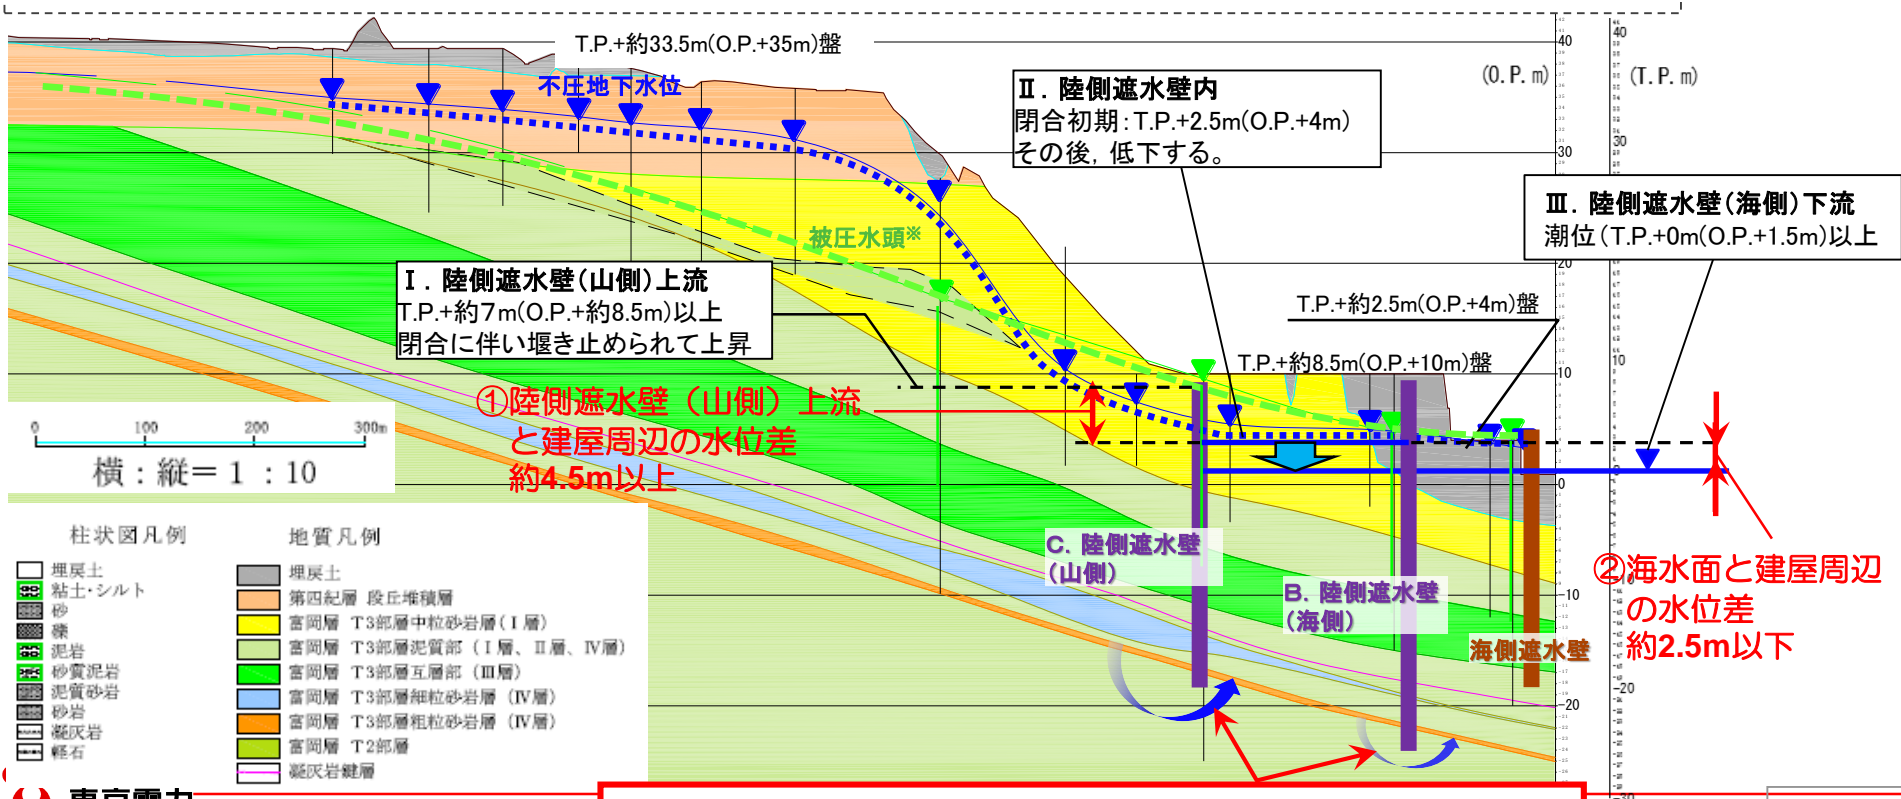 T.P.+約33.5m(O.P.+35m)盤
不圧地下水位
(O.P.m)
(T.P.m)
Ⅱ. 陸側遮水壁内
閉合初期:T.P.+2.5m(O.P.+4m)
その後, 低下する。
Ⅲ. 陸側遮水壁(海側)下流
潮位(T.P.+0m(O.P.+1.5m)以上
被圧水頭※
Ⅰ. 陸側遮水壁(山側)上流
T.P.+約7m(O.P.+約8.5m)以上
閉合に伴い堰き止められて上昇
T.P.+約2.5m(O.P.+4m)盤
T.P.+約8.5m(O.P.+10m)盤
①陸側遮水壁(山側)上流
と建屋周辺の水位差
約4.5m以上
0 100 200 300m
横:縦=1:10
40
30
20
10
0
-10
-20
40
30
10
-10
-20
C. 陸側遮水壁
(山側)
B. 陸側遮水壁
(海側)
海側遮水壁
②海水面と建屋周辺
の水位差
約2.5m以下
柱状図凡例
埋戻土
粘土・シルト
砂
礫
泥岩
砂質泥岩
泥質砂岩
砂岩
凝灰岩
軽石
地質凡例
埋戻土
第四紀層 段丘堆積層
富岡層 T3部層中粒砂岩層(Ⅰ層)
富岡層 T3部層泥質部(Ⅰ層、Ⅱ層、Ⅳ層)
富岡層 T3部層互層部(Ⅲ層)
富岡層 T3部層細粒砂岩層(Ⅳ層)
富岡層 T3部層粗粒砂岩層(Ⅳ層)
富岡層 T2部層
凝灰岩鍵層
東京電力